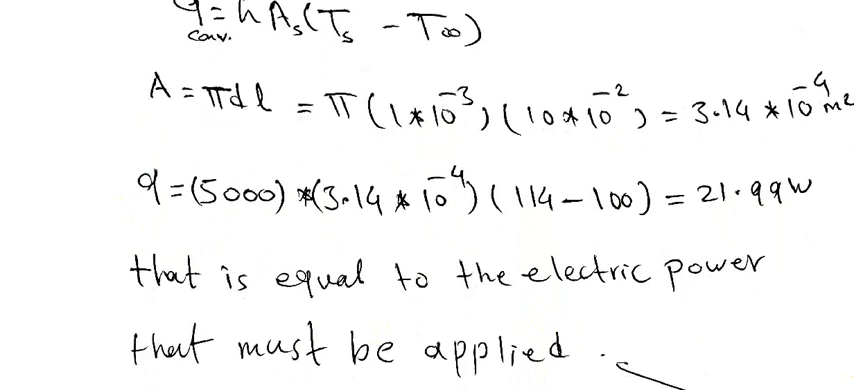 q conv. = h Aₛ(Tₛ - T∞)
A = πdl = π(1*10⁻³)(10*10⁻²) = 3.14 *10⁻⁴ m²
q=(5000)*(3.14 * 10⁻⁴)(114-100) = 21.99W
that is equal to the electric power
that must be applied.